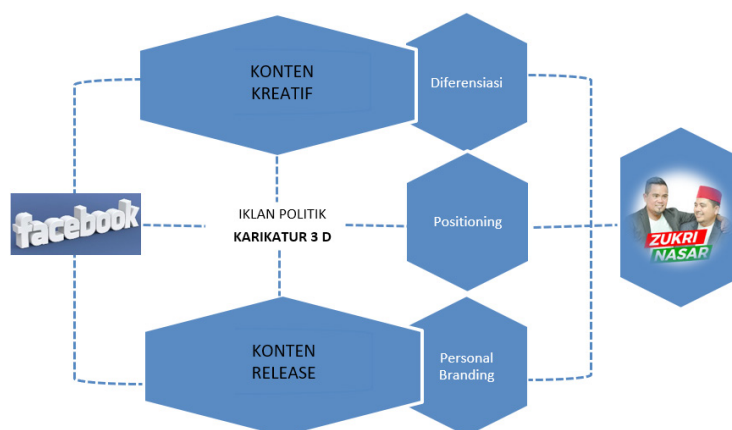 KONTEN
KREATIF
Diferensiasi
facebook
IKLAN POLITIK
KARIKATUR 3 D
Positioning
ZUKRI
NASAR
KONTEN
RELEASE
Personal
Branding